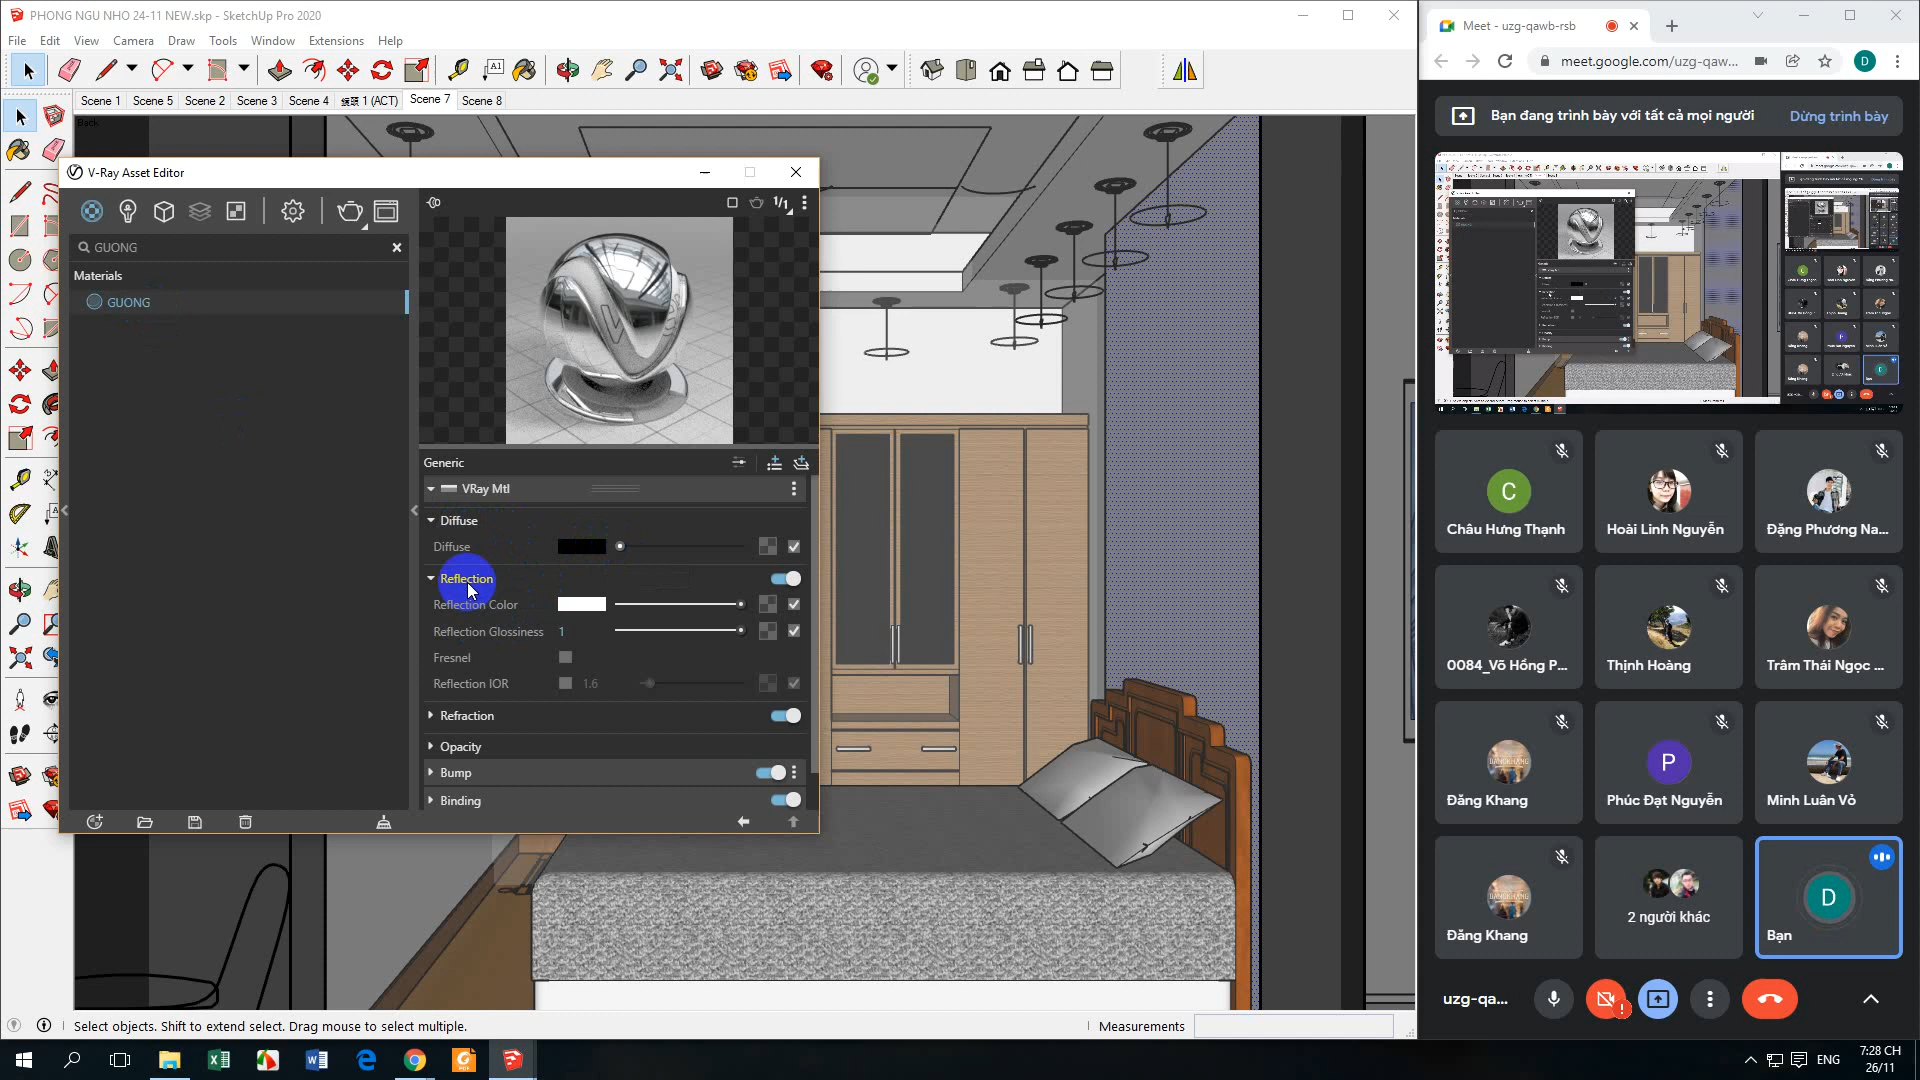 PHONG NGU NHO 24-11 NEW.skp - SketchUp Pro 2020
File Edit View Camera Draw Tools Window Extensions Help
Scene 1 Scene 5 Scene 2 Scene 3 Scene 4 1 (ACT) Scene 7 Scene 8
Back
V-Ray Asset Editor
GUONG
Materials
GUONG
1/1
Generic
VRay Mtl
Diffuse
Diffuse
Reflection
Reflection Color
Reflection Glossiness 1
Fresnel
Reflection IOR 1.6
Refraction
Opacity
Bump
Binding
Select objects. Shift to extend select. Drag mouse to select multiple.
Measurements
Meet - uzg-qawb-rsb
meet.google.com/uzg-qaw...
D
Bạn đang trình bày với tất cả mọi người
Dừng trình bày
C
Châu Hưng Thạnh
Hoài Linh Nguyễn
Đặng Phương Na...
0084_Võ Hồng P...
Thịnh Hoàng
Trâm Thái Ngọc ...
Đăng Khang
P
Phúc Đạt Nguyễn
Minh Luân Võ
Đăng Khang
2 người khác
D
Bạn
uzg-qa...
ENG
7:28 CH
26/11